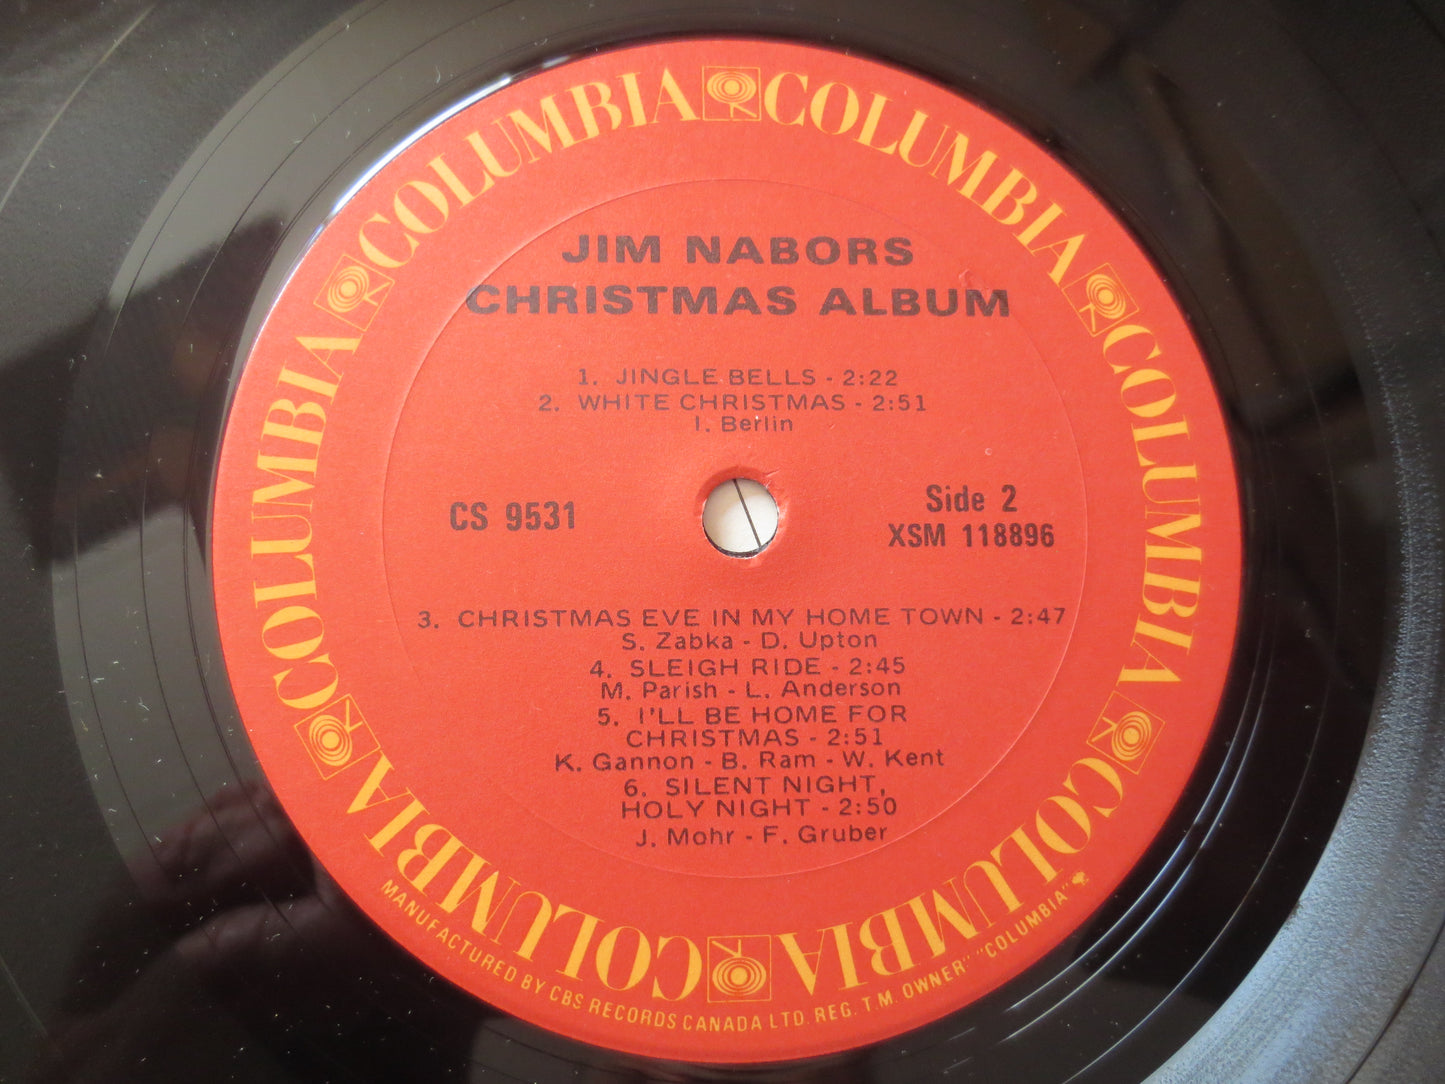 COLUMBIA COLUMBIA COLUMBIA COLUMBIA COLUMBIA COLUMBIA COLUMBIA COLUMBIA COLUMBIA COLUMBIA
JIM NABORS
CHRISTMAS ALBUM
1. JINGLE BELLS - 2:22
2. WHITE CHRISTMAS - 2:51
I. Berlin
CS 9531
Side 2
XSM 118896
3. CHRISTMAS EVE IN MY HOME TOWN - 2:47
S. Zabka - D. Upton
4. SLEIGH RIDE - 2:45
M. Parish - L. Anderson
5. I'LL BE HOME FOR
CHRISTMAS - 2:51
K. Gannon - B. Ram - W. Kent
6. SILENT NIGHT,
HOLY NIGHT - 2:50
J. Mohr - F. Gruber
MANUFACTURED BY CBS RECORDS CANADA LTD. REG. T.M. OWNER" "COLUMBIA"